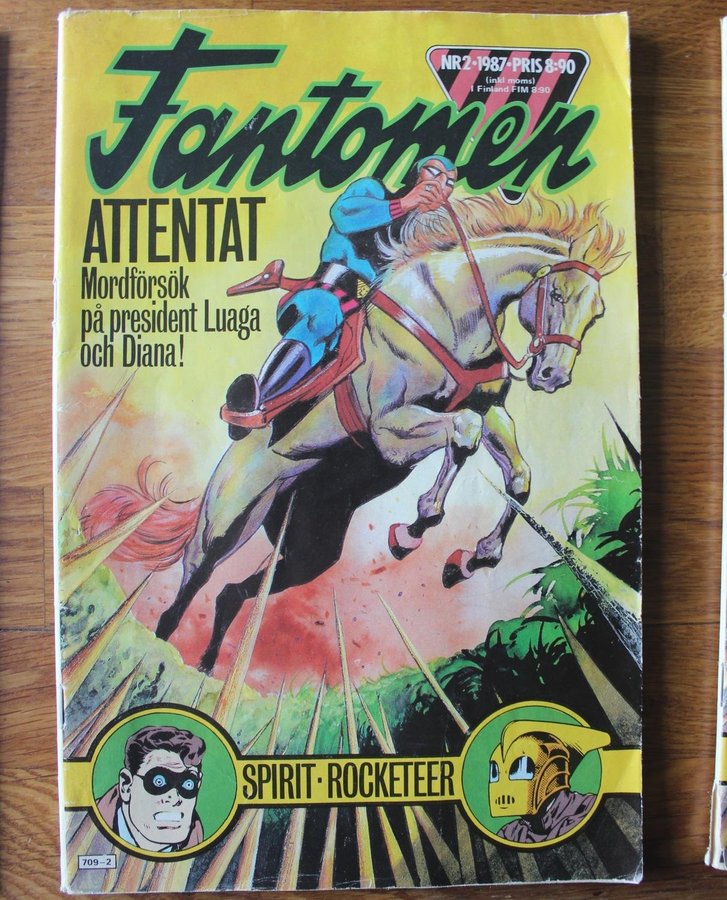 NR2•1987•PRIS 8:90
(inkl moms)
I Finland FIM 8:90
Fantomen
ATTENTAT
Mordförsök
på president Luaga
och Diana!
SPIRIT · ROCKETEER
709–2